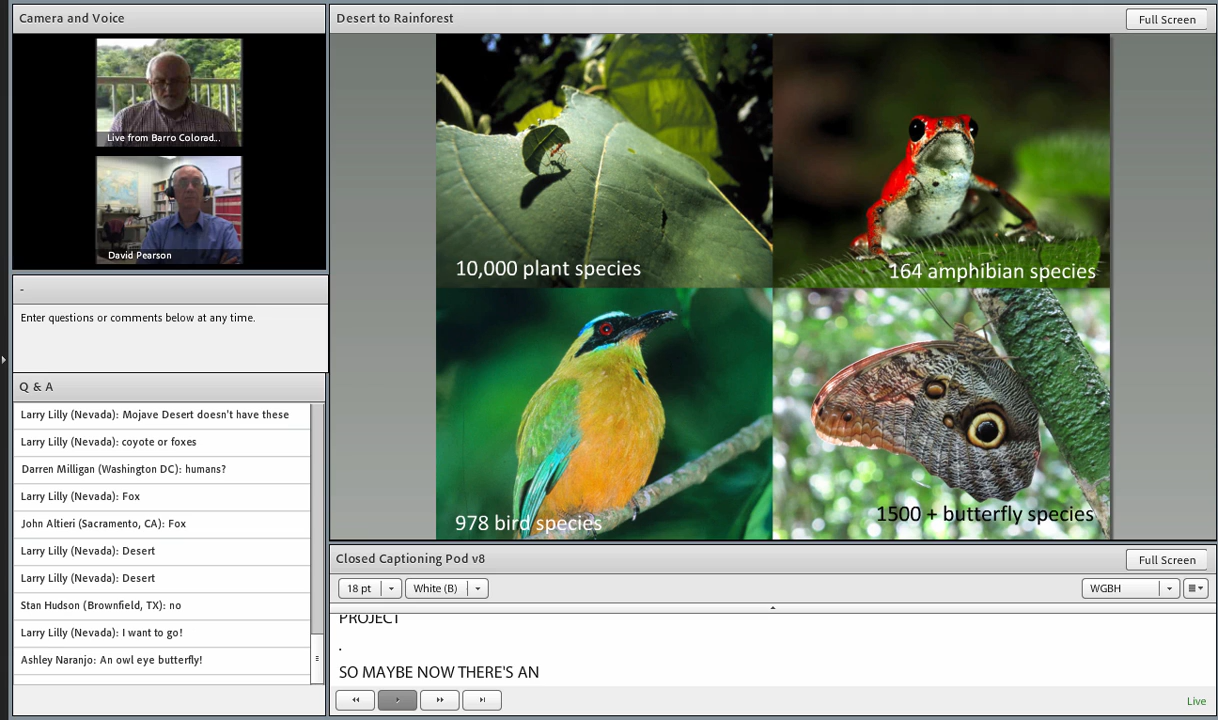 Camera and Voice
Live from Barro Colorad...
David Pearson
-
Enter questions or comments below at any time.
Q & A
Larry Lilly (Nevada): Mojave Desert doesn't have these
Larry Lilly (Nevada): coyote or foxes
Darren Milligan (Washington DC): humans?
Larry Lilly (Nevada): Fox
John Altieri (Sacramento, CA): Fox
Larry Lilly (Nevada): Desert
Larry Lilly (Nevada): Desert
Stan Hudson (Brownfield, TX): no
Larry Lilly (Nevada): I want to go!
Ashley Naranjo: An owl eye butterfly!
Desert to Rainforest
Full Screen
10,000 plant species
164 amphibian species
978 bird species
1500 + butterfly species
Closed Captioning Pod v8
Full Screen
18 pt
White (B)
WGBH
PROJECT
.
SO MAYBE NOW THERE'S AN
Live